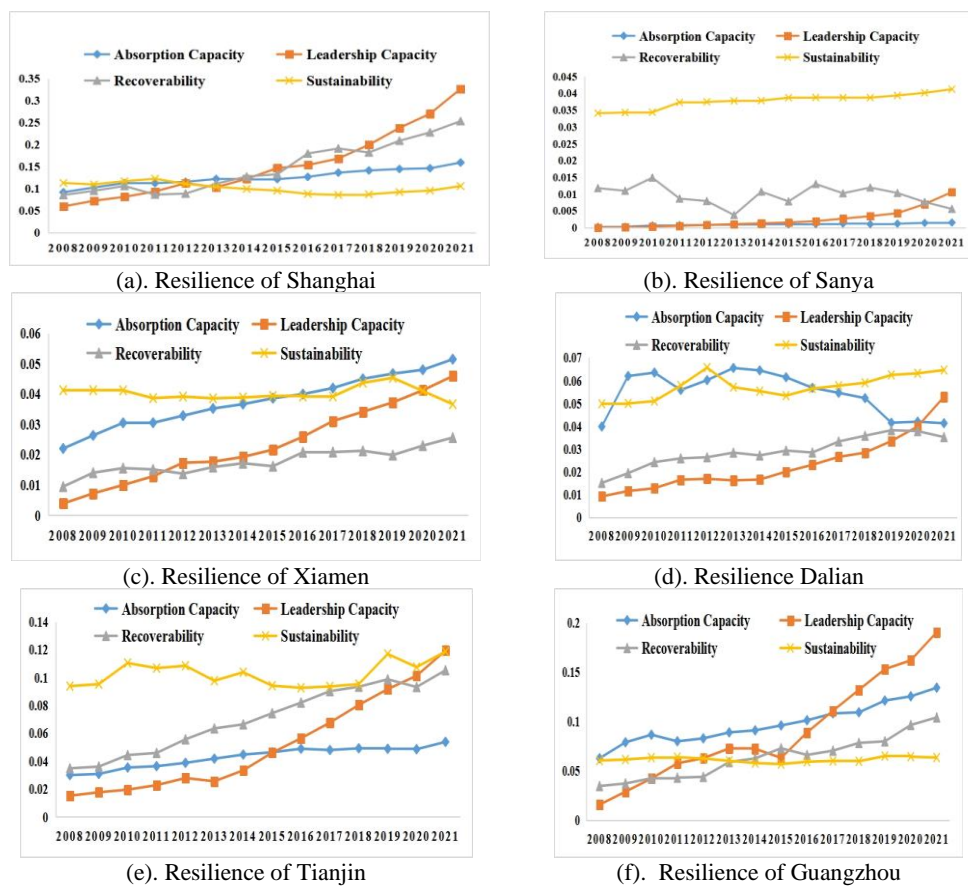 Absorption Capacity Leadership Capacity
Recoverability Sustainability
0.35
0.3
0.25
0.2
0.15
0.1
0.05
0
2008 2009 2010 2011 2012 2013 2014 2015 2016 2017 2018 2019 2020 2021
(a). Resilience of Shanghai
Absorption Capacity Leadership Capacity
Recoverability Sustainability
0.045
0.04
0.035
0.03
0.025
0.02
0.015
0.01
0.005
0
2008 2009 2010 2011 2012 2013 2014 2015 2016 2017 2018 2019 2020 2021
(b). Resilience of Sanya
0.06
Absorption Capacity Leadership Capacity
0.05
Recoverability Sustainability
0.04
0.03
0.02
0.01
0
2008 2009 2010 2011 2012 2013 2014 2015 2016 2017 2018 2019 2020 2021
(c). Resilience of Xiamen
Absorption Capacity Leadership Capacity
Recoverability Sustainability
0.07
0.06
0.05
0.04
0.03
0.02
0.01
0
2008 2009 2010 2011 2012 2013 2014 2015 2016 2017 2018 2019 2020 2021
(d). Resilience Dalian
Absorption Capacity Leadership Capacity
Recoverability Sustainability
0.14
0.12
0.1
0.08
0.06
0.04
0.02
0
2008 2009 2010 2011 2012 2013 2014 2015 2016 2017 2018 2019 2020 2021
(e). Resilience of Tianjin
0.2
Absorption Capacity Leadership Capacity
Recoverability Sustainability
0.15
0.1
0.05
0
2008 2009 2010 2011 2012 2013 2014 2015 2016 2017 2018 2019 2020 2021
(f). Resilience of Guangzhou